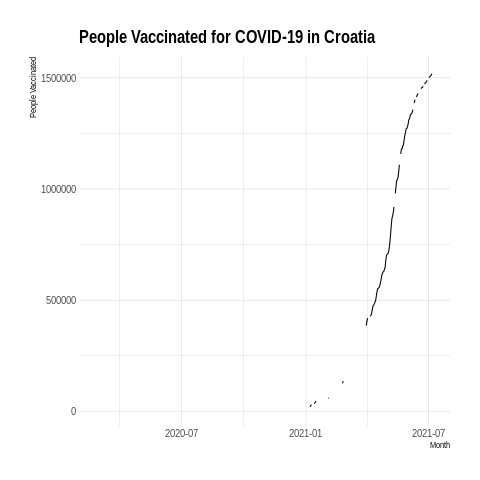 People Vaccinated for COVID-19 in Croatia
People Vaccinated
1500000
1000000
500000
0
2020-07
2021-01
2021-07
Month